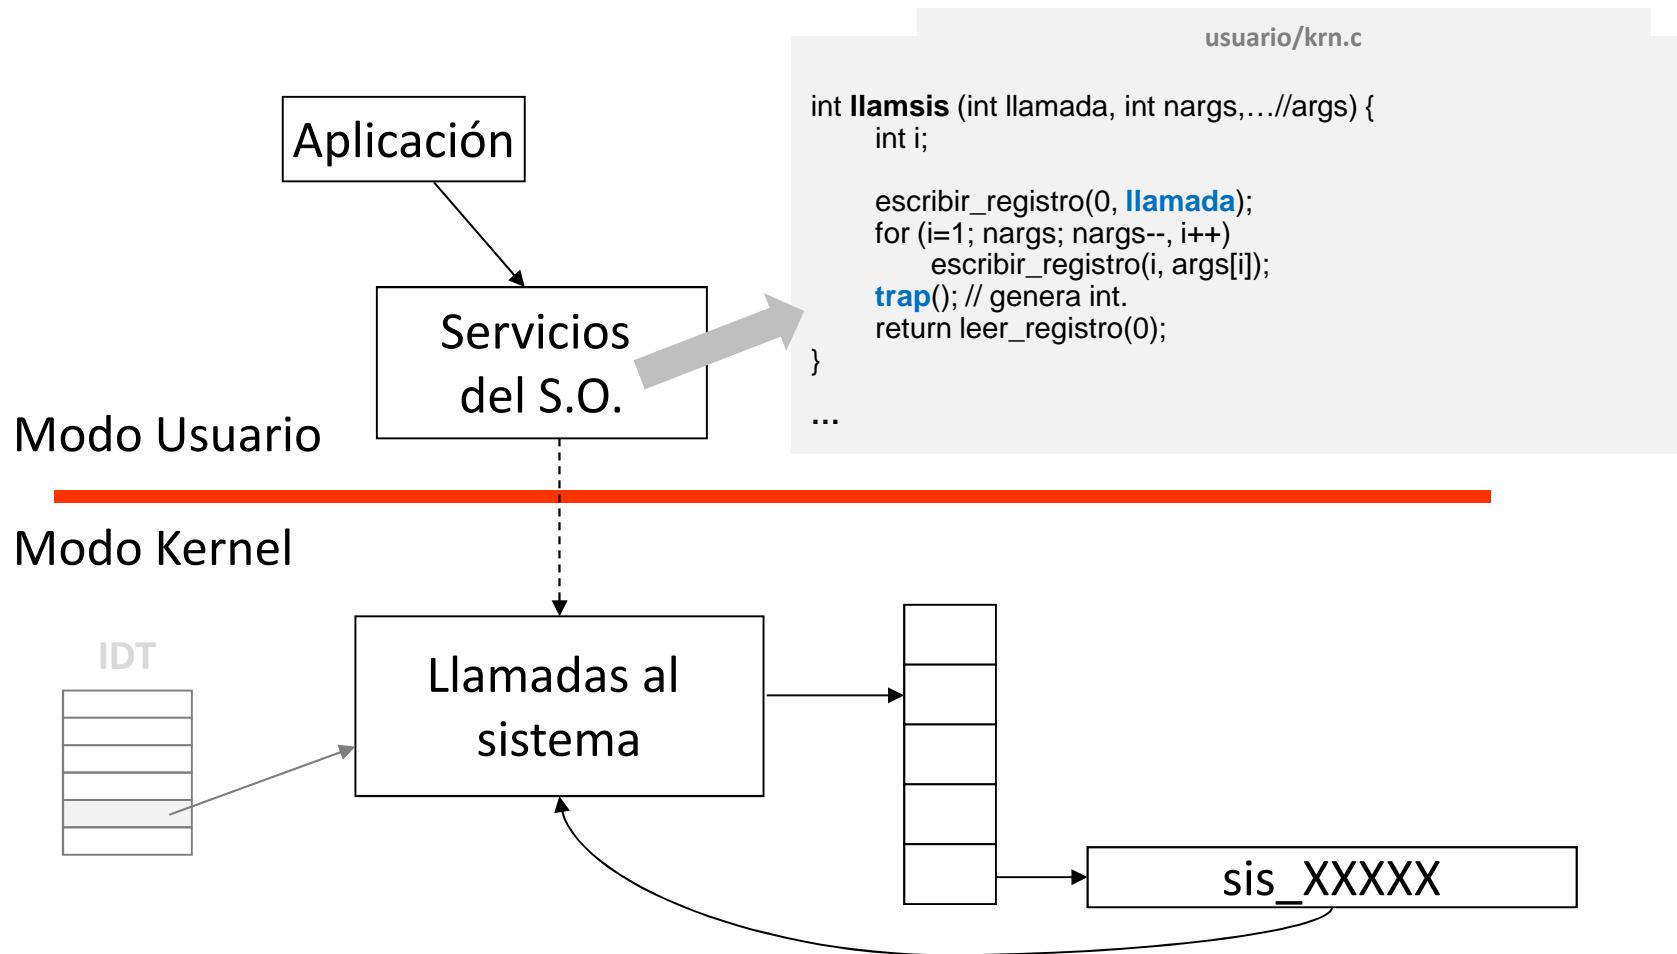 usuario/krn.c
int llamsis (int llamada, int nargs,…//args) {
int i;
escribir_registro(0, llamada);
for (i=1; nargs; nargs--, i++)
escribir_registro(i, args[i]);
trap(); // genera int.
return leer_registro(0);
}
…
Aplicación
Servicios
del S.O.
Modo Usuario
Modo Kernel
IDT
Llamadas al
sistema
sis_XXXXX